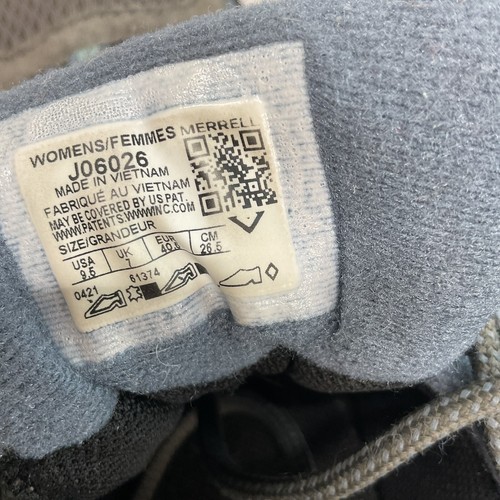 WOMENS/FEMMES MERRELL
J06026
MADE IN VIETNAM
FABRIQUÉ AU VIETNAM
MAY BE COVERED BY US PAT.
WWW.PATENTS.WWWINC.COM
SIZE/GRANDEUR
USA UK EUR CM
9.5 7 40.5 26.5
0421 61374